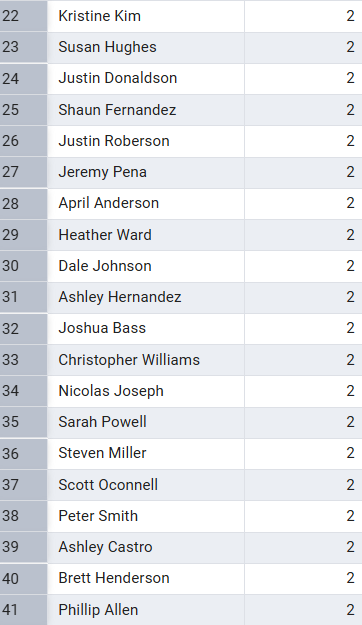 22 Kristine Kim 2
23 Susan Hughes 2
24 Justin Donaldson 2
25 Shaun Fernandez 2
26 Justin Roberson 2
27 Jeremy Pena 2
28 April Anderson 2
29 Heather Ward 2
30 Dale Johnson 2
31 Ashley Hernandez 2
32 Joshua Bass 2
33 Christopher Williams 2
34 Nicolas Joseph 2
35 Sarah Powell 2
36 Steven Miller 2
37 Scott Oconnell 2
38 Peter Smith 2
39 Ashley Castro 2
40 Brett Henderson 2
41 Phillip Allen 2